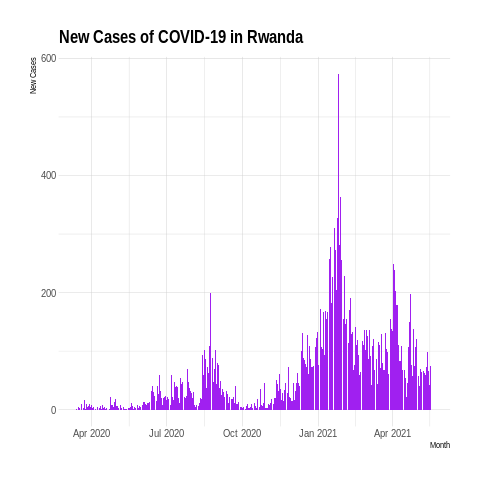 New Cases of COVID-19 in Rwanda
New Cases
600
400
200
0
Apr 2020 Jul 2020 Oct 2020 Jan 2021 Apr 2021
Month